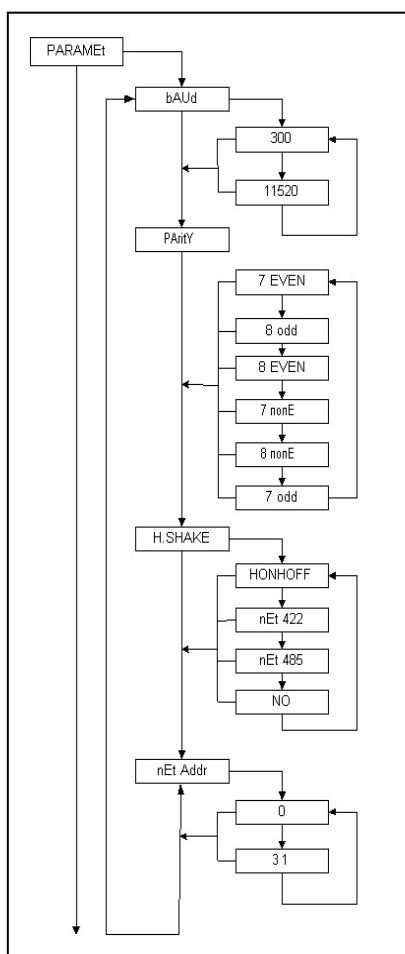 PARAMEt
bAUd
300
11520
PAritY
7 EVEN
8 odd
8 EVEN
7 nonE
8 nonE
7 odd
H.SHAKE
HONHOFF
nEt 422
nEt 485
NO
nEt Addr
0
31